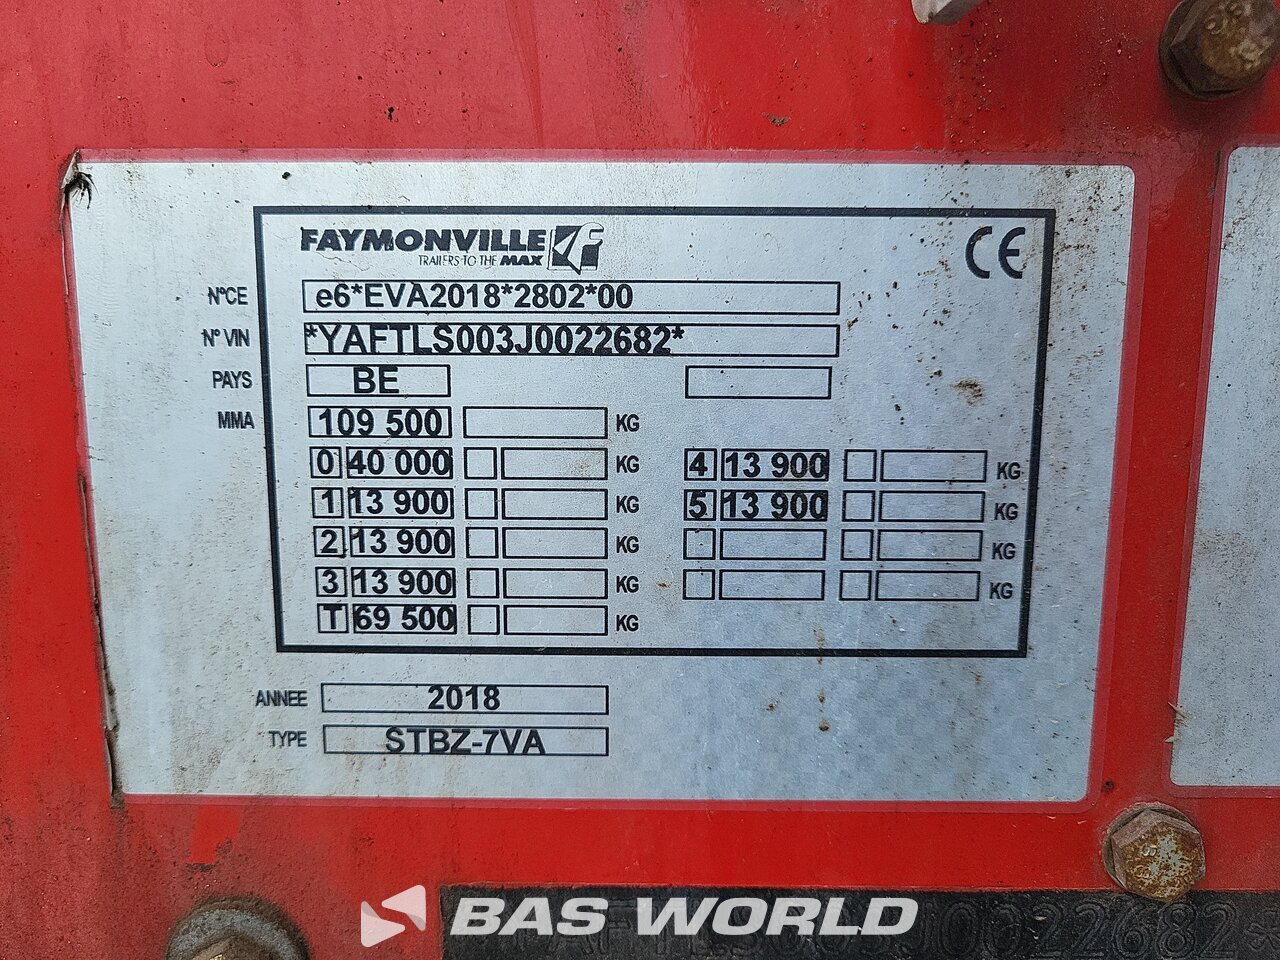 FAYMONVILLE
TRAILERS TO THE MAX
CE
N°CE e6*EVA2018*2802*00
N° VIN *YAFTLS003J0022682*
PAYS BE
MMA 109 500 KG
0 40 000 KG 4 13 900 KG
1 13 900 KG 5 13 900 KG
2 13 900 KG KG
3 13 900 KG KG
T 69 500 KG
ANNEE 2018
TYPE STBZ-7VA
BAS WORLD
J0022682